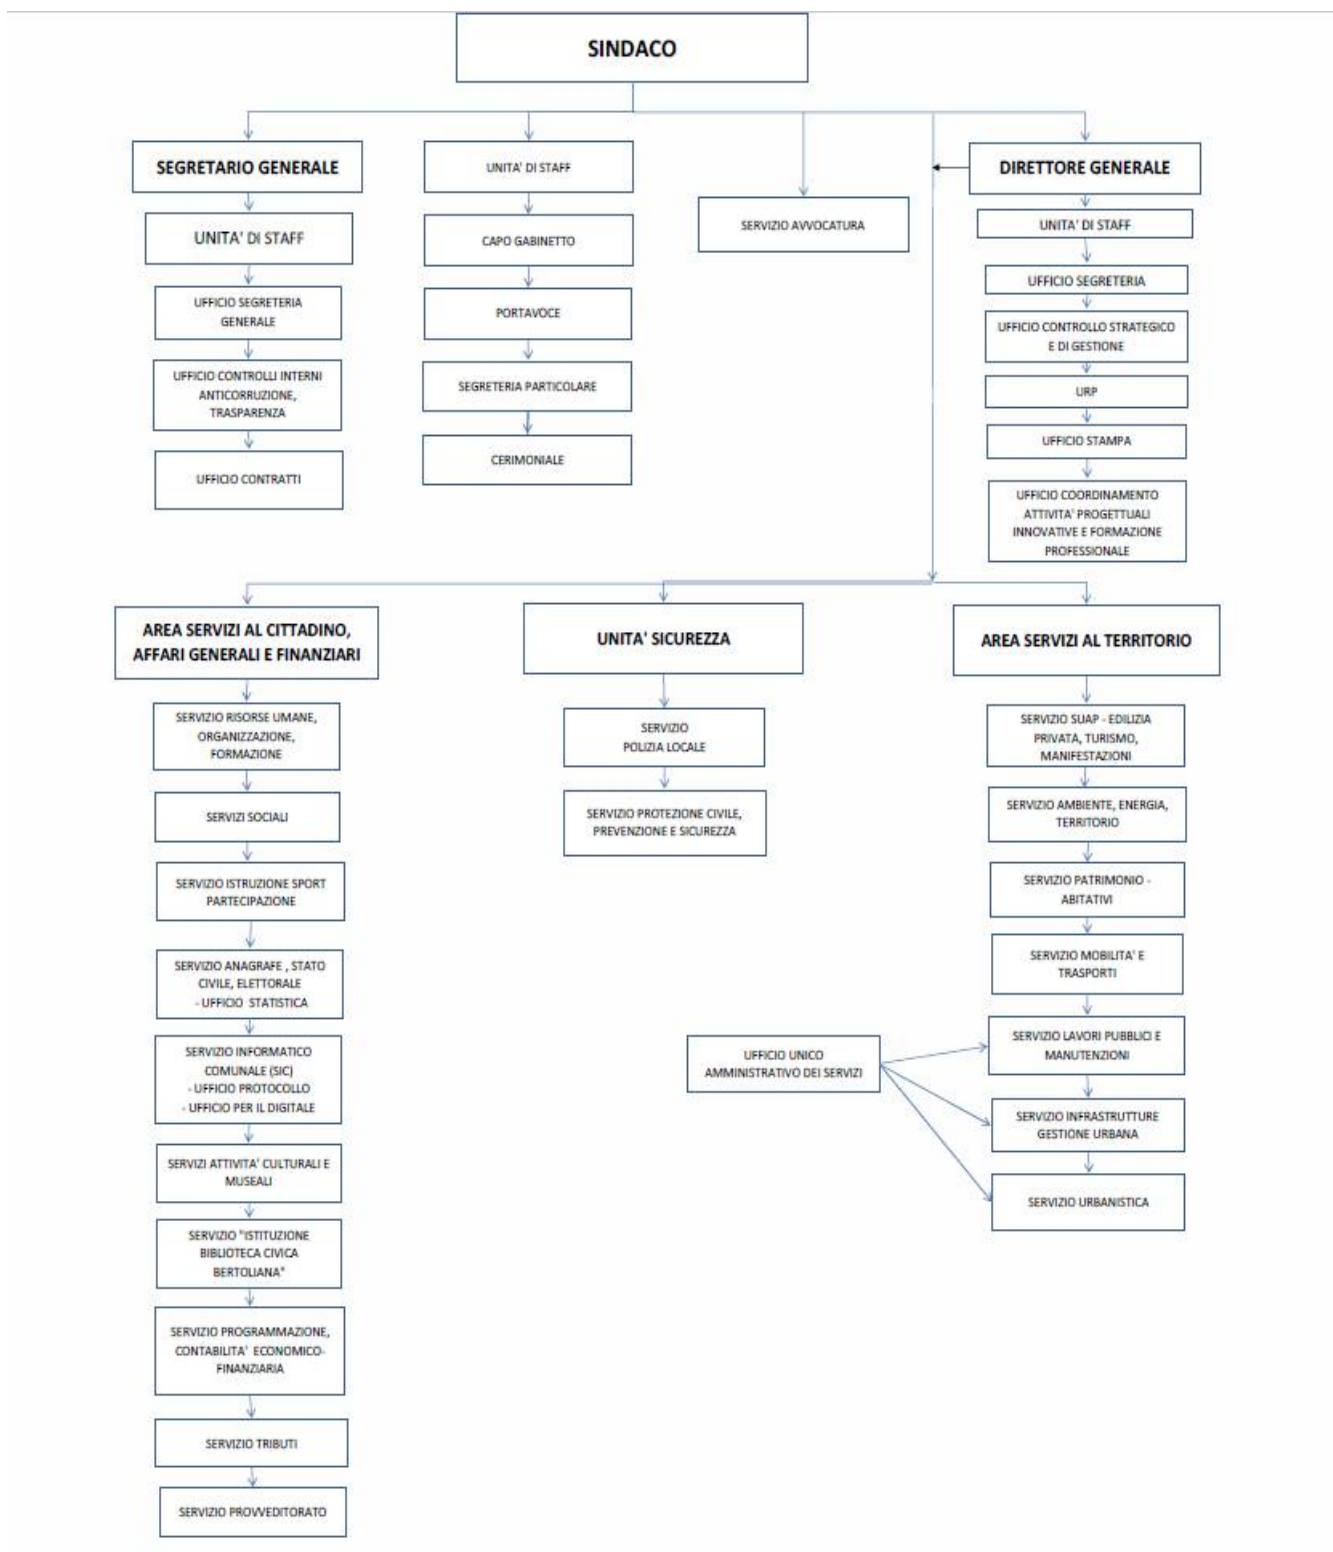 SINDACO
SEGRETARIO GENERALE
UNITA' DI STAFF
UFFICIO SEGRETERIA
GENERALE
UFFICIO CONTROLLI INTERNI
ANTICORRUZIONE,
TRASPARENZA
UFFICIO CONTRATTI
UNITA' DI STAFF
CAPO GABINETTO
PORTAVOCE
SEGRETERIA PARTICOLARE
CERIMONIALE
SERVIZIO AVVOCATURA
DIRETTORE GENERALE
UNITA' DI STAFF
UFFICIO SEGRETERIA
UFFICIO CONTROLLO STRATEGICO
E DI GESTIONE
URP
UFFICIO STAMPA
UFFICIO COORDINAMENTO
ATTIVITA' PROGETTUALI
INNOVATIVE E FORMAZIONE
PROFESSIONALE
AREA SERVIZI AL CITTADINO,
AFFARI GENERALI E FINANZIARI
SERVIZIO RISORSE UMANE,
ORGANIZZAZIONE,
FORMAZIONE
SERVIZI SOCIALI
SERVIZIO ISTRUZIONE SPORT
PARTECIPAZIONE
SERVIZIO ANAGRAFE , STATO
CIVILE, ELETTORALE
- UFFICIO STATISTICA
SERVIZIO INFORMATICO
COMUNALE (SIC)
- UFFICIO PROTOCOLLO
- UFFICIO PER IL DIGITALE
SERVIZI ATTIVITA' CULTURALI E
MUSEALI
SERVIZIO "ISTITUZIONE
BIBLIOTECA CIVICA
BERTOLIANA"
SERVIZIO PROGRAMMAZIONE,
CONTABILITA' ECONOMICO-
FINANZIARIA
SERVIZIO TRIBUTI
SERVIZIO PROVVEDITORATO
UNITA' SICUREZZA
SERVIZIO
POLIZIA LOCALE
SERVIZIO PROTEZIONE CIVILE,
PREVENZIONE E SICUREZZA
AREA SERVIZI AL TERRITORIO
SERVIZIO SUAP - EDILIZIA
PRIVATA, TURISMO,
MANIFESTAZIONI
SERVIZIO AMBIENTE, ENERGIA,
TERRITORIO
SERVIZIO PATRIMONIO -
ABITATIVI
SERVIZIO MOBILITA' E
TRASPORTI
UFFICIO UNICO
AMMINISTRATIVO DEI SERVIZI
SERVIZIO LAVORI PUBBLICI E
MANUTENZIONI
SERVIZIO INFRASTRUTTURE
GESTIONE URBANA
SERVIZIO URBANISTICA